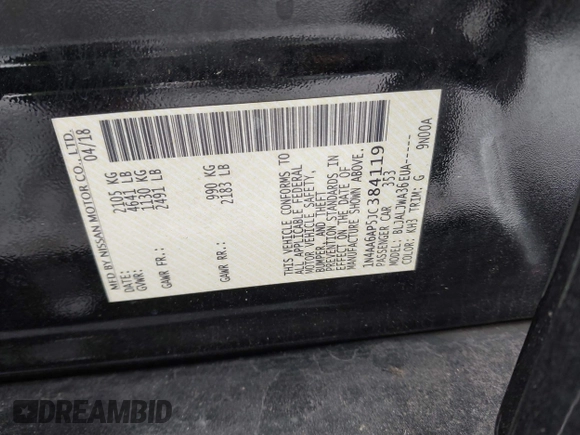 MFD BY NISSAN MOTOR CO., LTD.
04/18
GVWR: 2105 KG
4641 LB
GAWR FR.: 1130 KG
2491 LB
GAWR RR.: 990 KG
2183 LB
THIS VEHICLE CONFORMS TO
ALL APPLICABLE FEDERAL
MOTOR VEHICLE SAFETY,
BUMPER, AND THEFT
PREVENTION STANDARDS IN
EFFECT ON THE DATE OF
MANUFACTURE SHOWN ABOVE.
1N4AA6AP5JC384119
PASSENGER CAR 353
MODEL: BLJALJWA36EUA-----
COLOR: KH3 TRIM: G 9N00A
DREAMBID